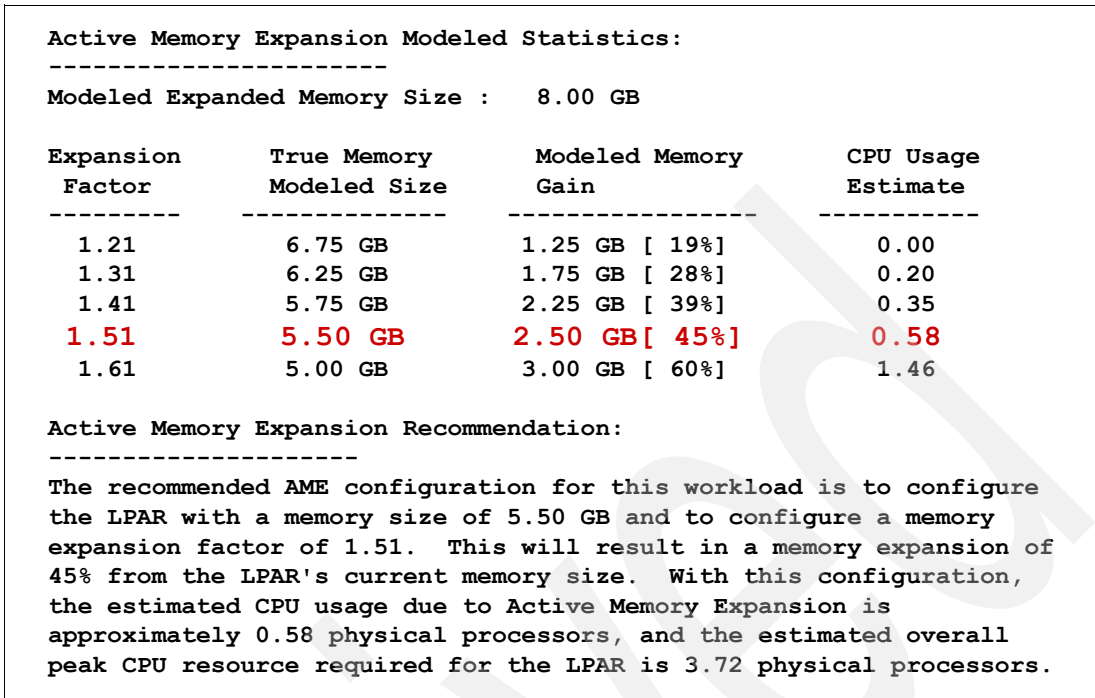 Active Memory Expansion Modeled Statistics:
-----------------------
Modeled Expanded Memory Size :   8.00 GB
Expansion True Memory Modeled Memory CPU Usage
Factor Modeled Size Gain Estimate
--------- -------------- ----------------- -----------
1.21 6.75 GB 1.25 GB [ 19%] 0.00
1.31 6.25 GB 1.75 GB [ 28%] 0.20
1.41 5.75 GB 2.25 GB [ 39%] 0.35
1.51 5.50 GB 2.50 GB[ 45%] 0.58
1.61 5.00 GB 3.00 GB [ 60%] 1.46
Active Memory Expansion Recommendation:
---------------------
The recommended AME configuration for this workload is to configure
the LPAR with a memory size of 5.50 GB and to configure a memory
expansion factor of 1.51.  This will result in a memory expansion of
45% from the LPAR's current memory size.  With this configuration,
the estimated CPU usage due to Active Memory Expansion is
approximately 0.58 physical processors, and the estimated overall
peak CPU resource required for the LPAR is 3.72 physical processors.